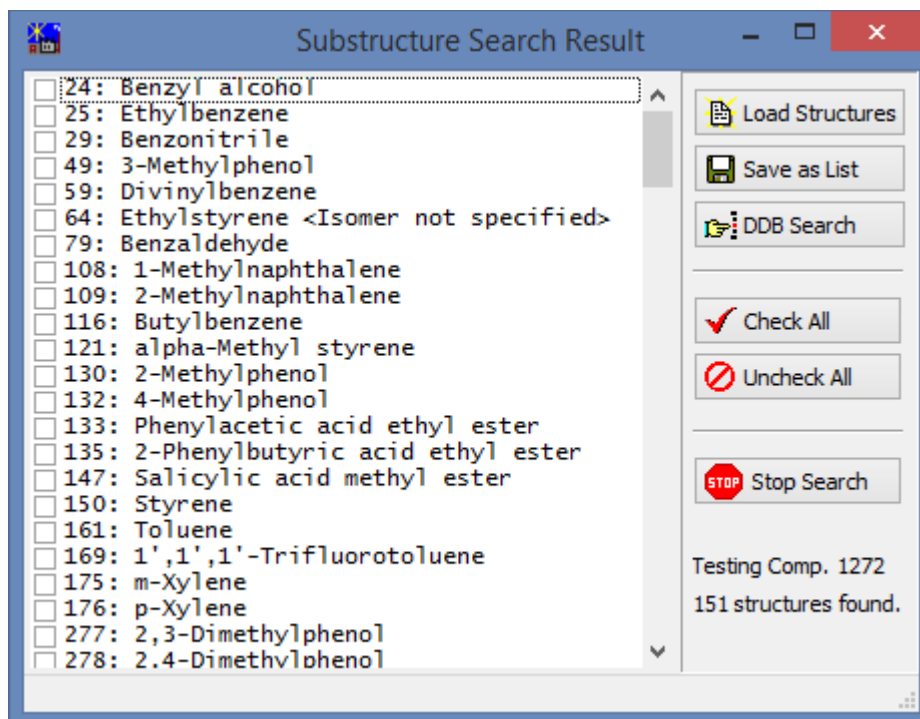 Substructure Search Result
24: Benzyl alcohol
25: Ethylbenzene
29: Benzonitrile
49: 3-Methylphenol
59: Divinylbenzene
64: Ethylstyrene <Isomer not specified>
79: Benzaldehyde
108: 1-Methylnaphthalene
109: 2-Methylnaphthalene
116: Butylbenzene
121: alpha-Methyl styrene
130: 2-Methylphenol
132: 4-Methylphenol
133: Phenylacetic acid ethyl ester
135: 2-Phenylbutyric acid ethyl ester
147: Salicylic acid methyl ester
150: Styrene
161: Toluene
169: 1',1',1'-Trifluorotoluene
175: m-Xylene
176: p-Xylene
277: 2,3-Dimethylphenol
278: 2,4-Dimethylphenol
Load Structures
Save as List
DDB Search
Check All
Uncheck All
STOP Stop Search
Testing Comp. 1272
151 structures found.